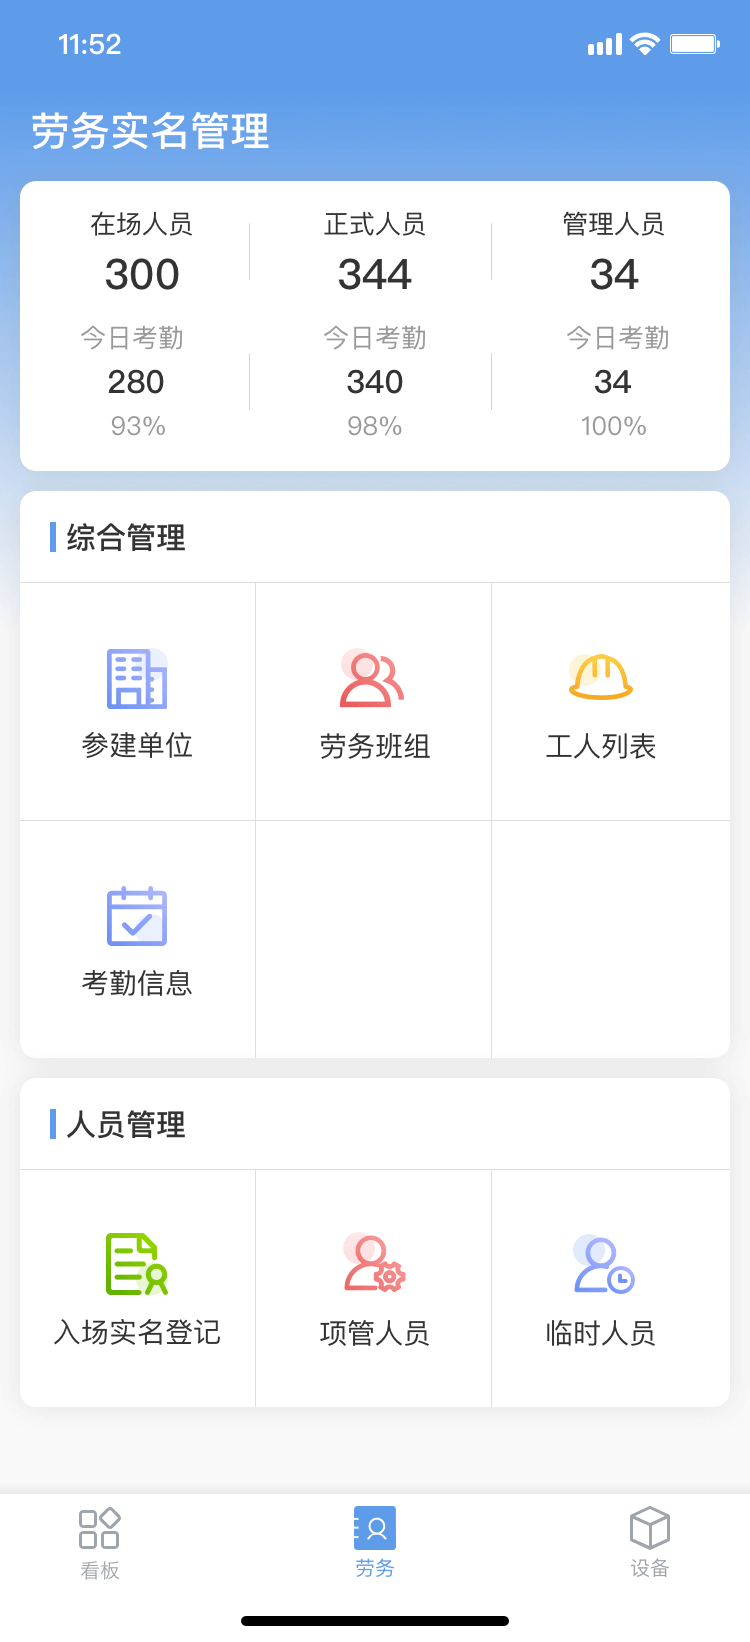 11:52
劳务实名管理
在场人员 正式人员 管理人员
300 344 34
今日考勤 今日考勤 今日考勤
280 340 34
93% 98% 100%
综合管理
参建单位 劳务班组 工人列表
考勤信息
人员管理
入场实名登记 项管人员 临时人员
看板 劳务 设备